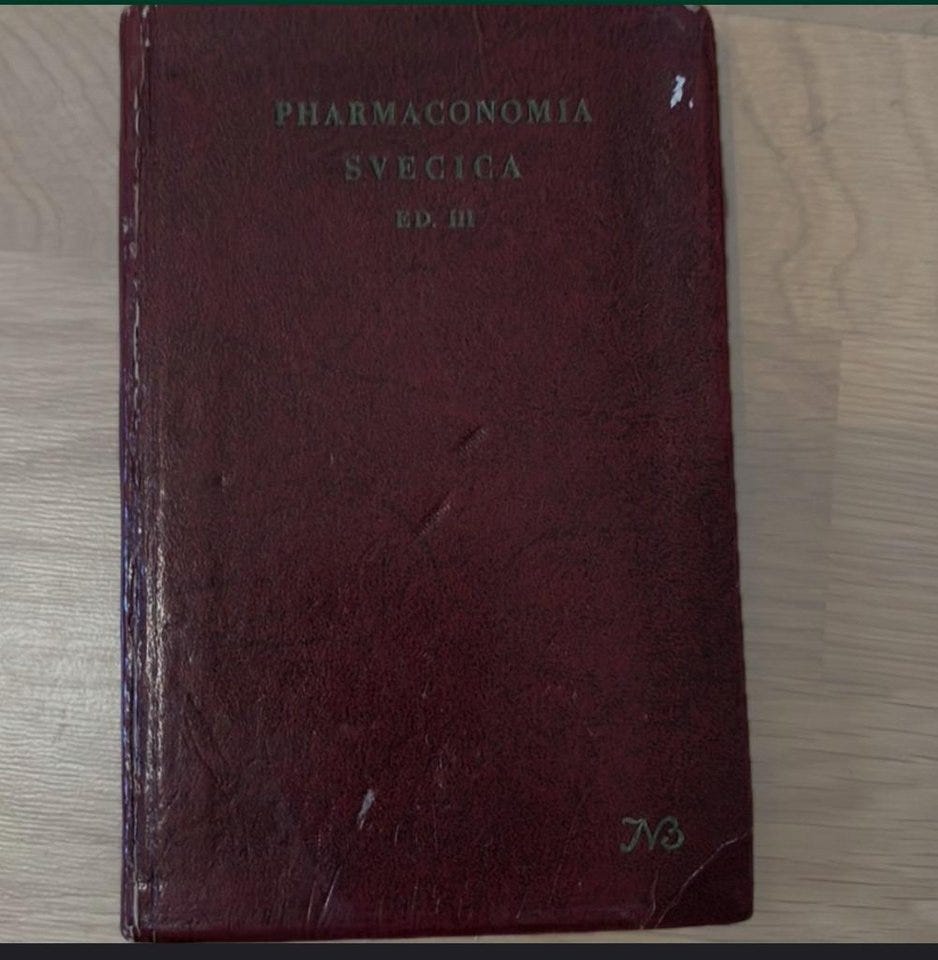 PHARMACONOMIA
SVECICA
ED. III
NB